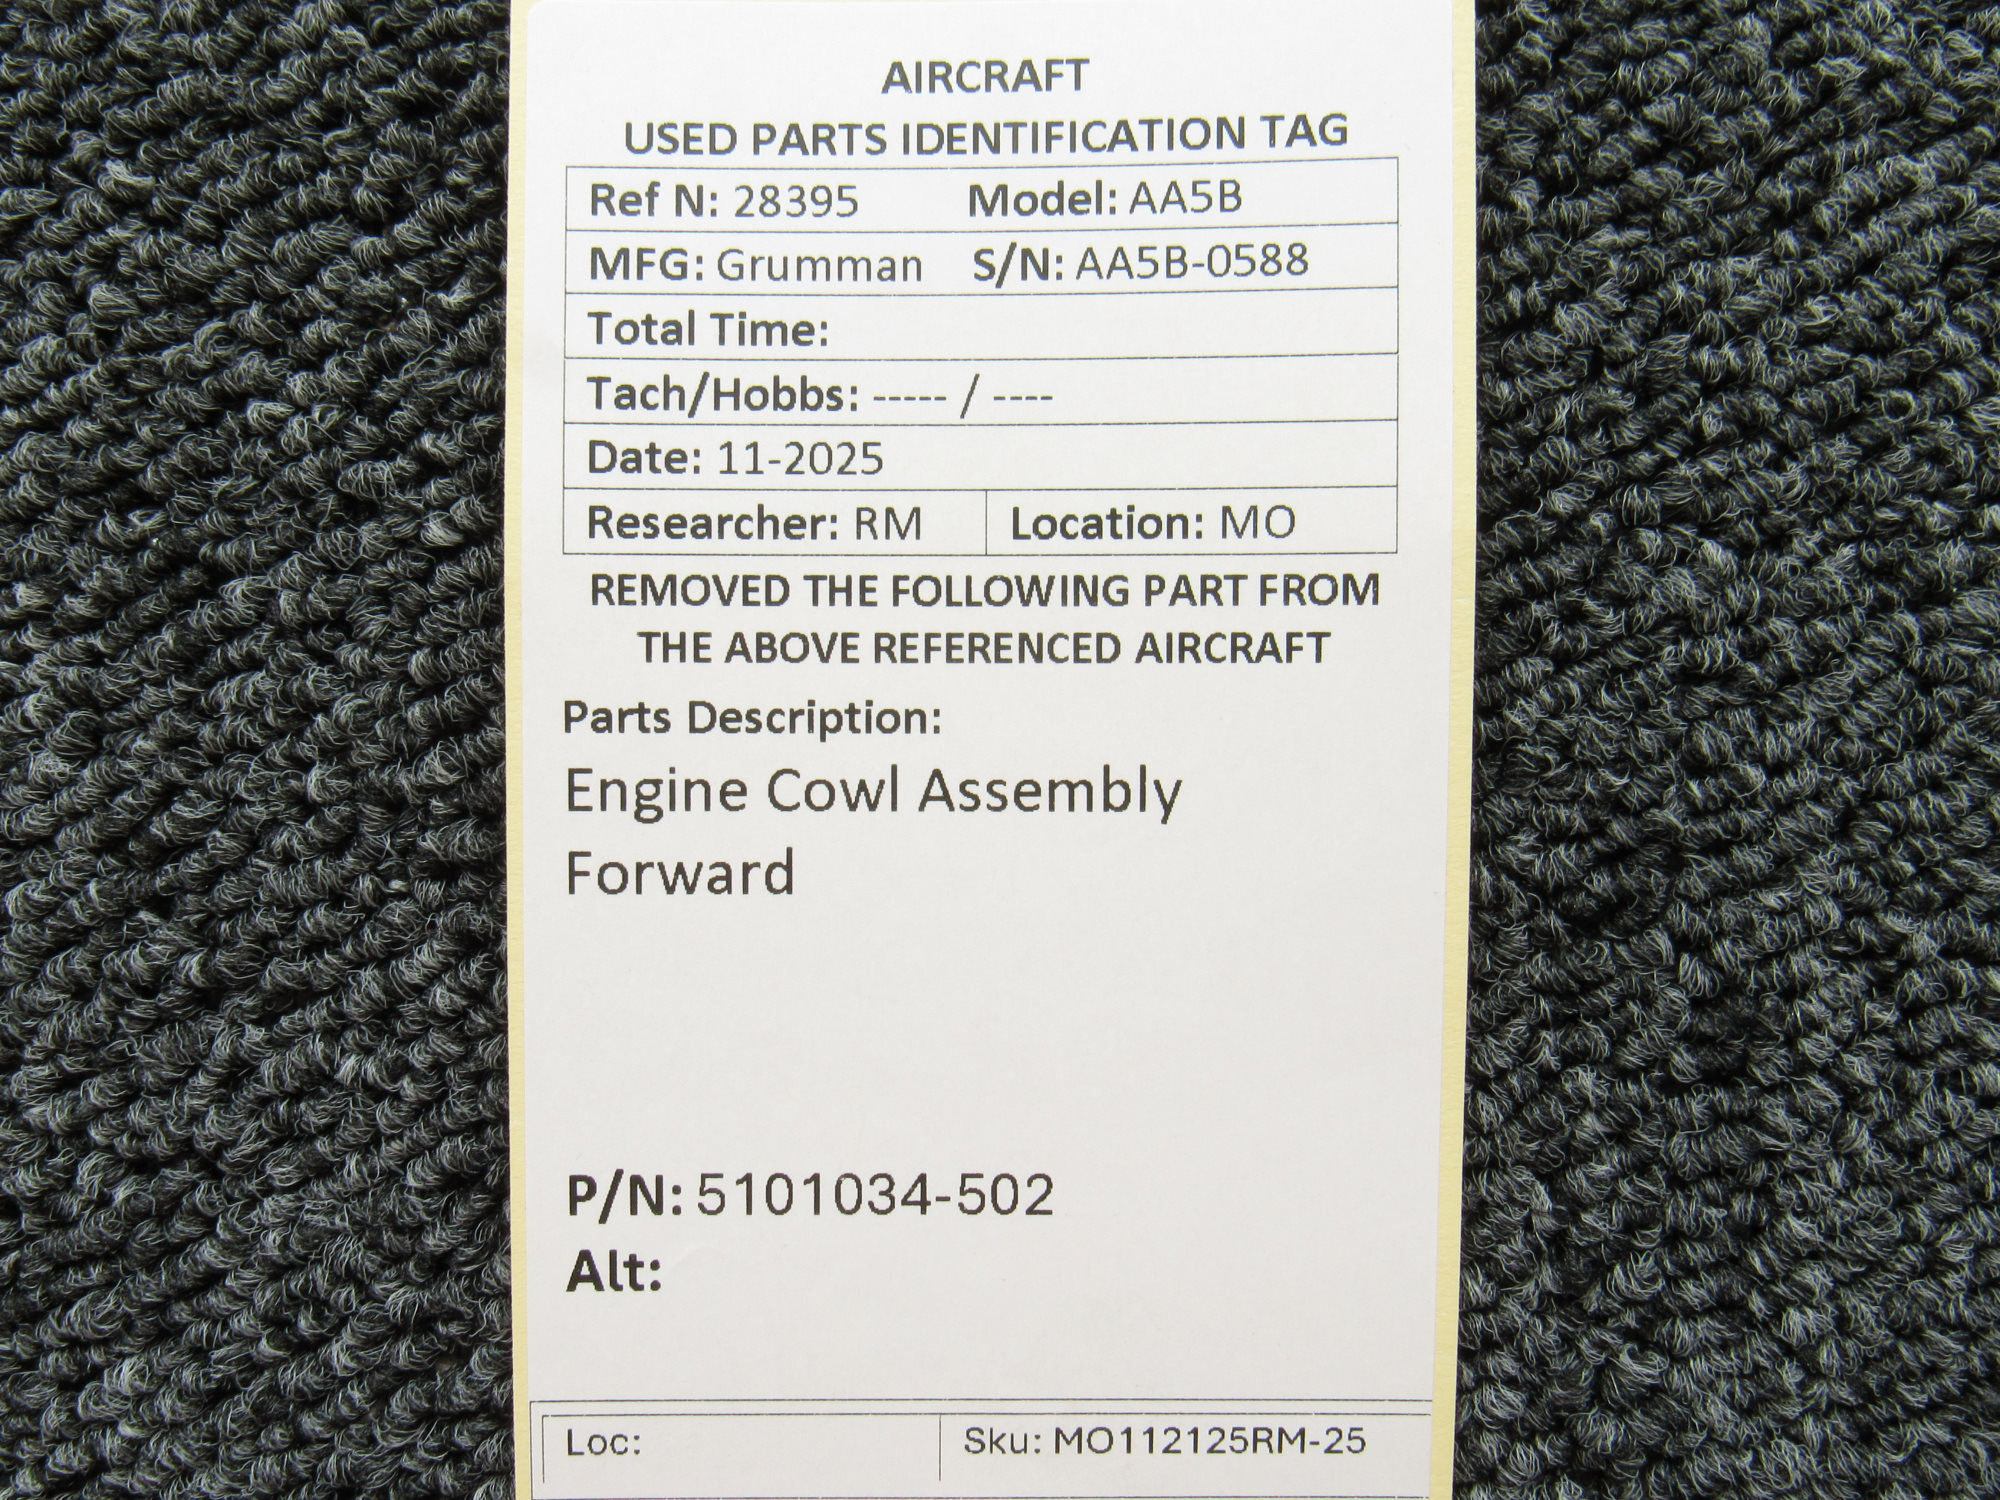 AIRCRAFT
USED PARTS IDENTIFICATION TAG
Ref N: 28395 Model: AA5B
MFG: Grumman S/N: AA5B-0588
Total Time:
Tach/Hobbs: ----- / ----
Date: 11-2025
Researcher: RM Location: MO
REMOVED THE FOLLOWING PART FROM
THE ABOVE REFERENCED AIRCRAFT
Parts Description:
Engine Cowl Assembly
Forward
P/N: 5101034-502
Alt:
Loc: Sku: MO112125RM-25